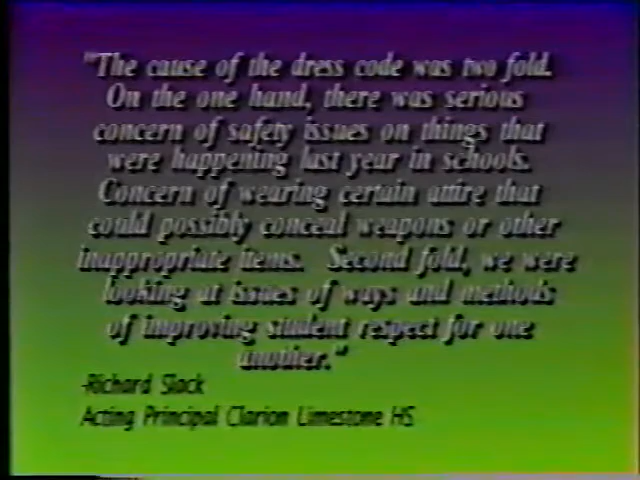 "The cause of the dress code was two fold.
On the one hand, there was serious
concern of safety issues on things that
were happening last year in schools.
Concern of wearing certain attire that
could possibly conceal weapons or other
inappropriate items. Second fold, we were
looking at issues of ways and methods
of improving student respect for one
another."
-Richard Slack
Acting Principal Clarion Limestone HS